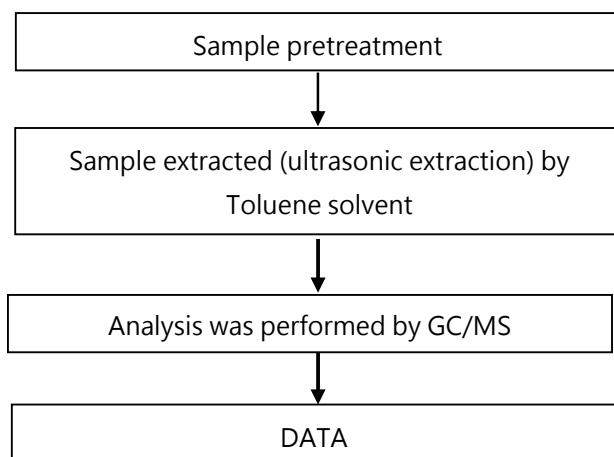 Sample pretreatment
Sample extracted (ultrasonic extraction) by
Toluene solvent
Analysis was performed by GC/MS
DATA